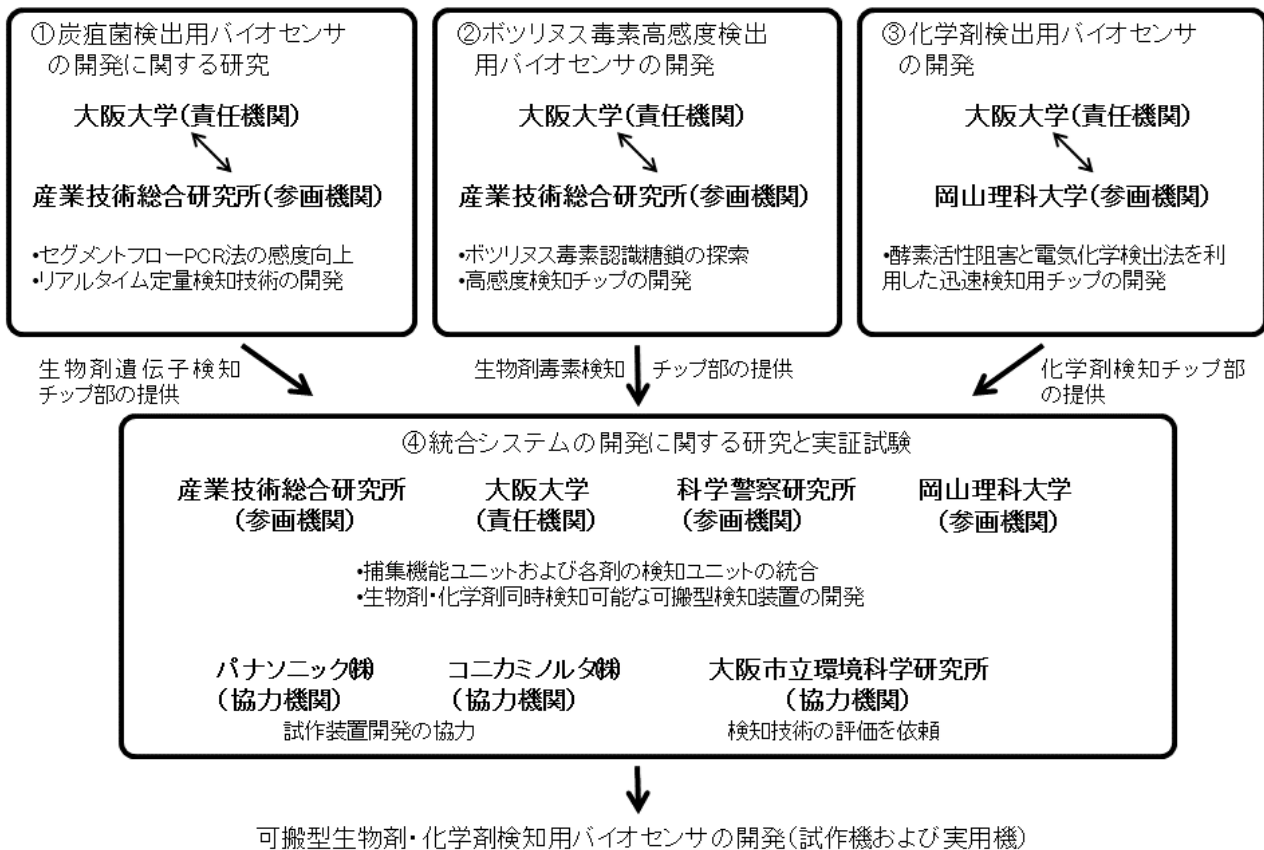 ①炭疽菌検出用バイオセンサ
の開発に関する研究
大阪大学(責任機関)
産業技術総合研究所(参画機関)
•セグメントフローPCR法の感度向上
•リアルタイム定量検知技術の開発
②ボツリヌス毒素高感度検出
用バイオセンサの開発
大阪大学(責任機関)
産業技術総合研究所(参画機関)
•ボツリヌス毒素認識糖鎖の探索
•高感度検知チップの開発
③化学剤検出用バイオセンサ
の開発
大阪大学(責任機関)
岡山理科大学(参画機関)
•酵素活性阻害と電気化学検出法を利
用した迅速検知用チップの開発
生物剤遺伝子検知
チップ部の提供
生物剤毒素検知 チップ部の提供
化学剤検知チップ部
の提供
④統合システムの開発に関する研究と実証試験
産業技術総合研究所
(参画機関)
大阪大学
(責任機関)
科学警察研究所
(参画機関)
岡山理科大学
(参画機関)
•捕集機能ユニットおよび各剤の検知ユニットの統合
•生物剤・化学剤同時検知可能な可搬型検知装置の開発
パナソニック㈱
(協力機関)
コニカミノルタ㈱
(協力機関)
試作装置開発の協力
大阪市立環境科学研究所
(協力機関)
検知技術の評価を依頼
可搬型生物剤・化学剤検知用バイオセンサの開発(試作機および実用機)